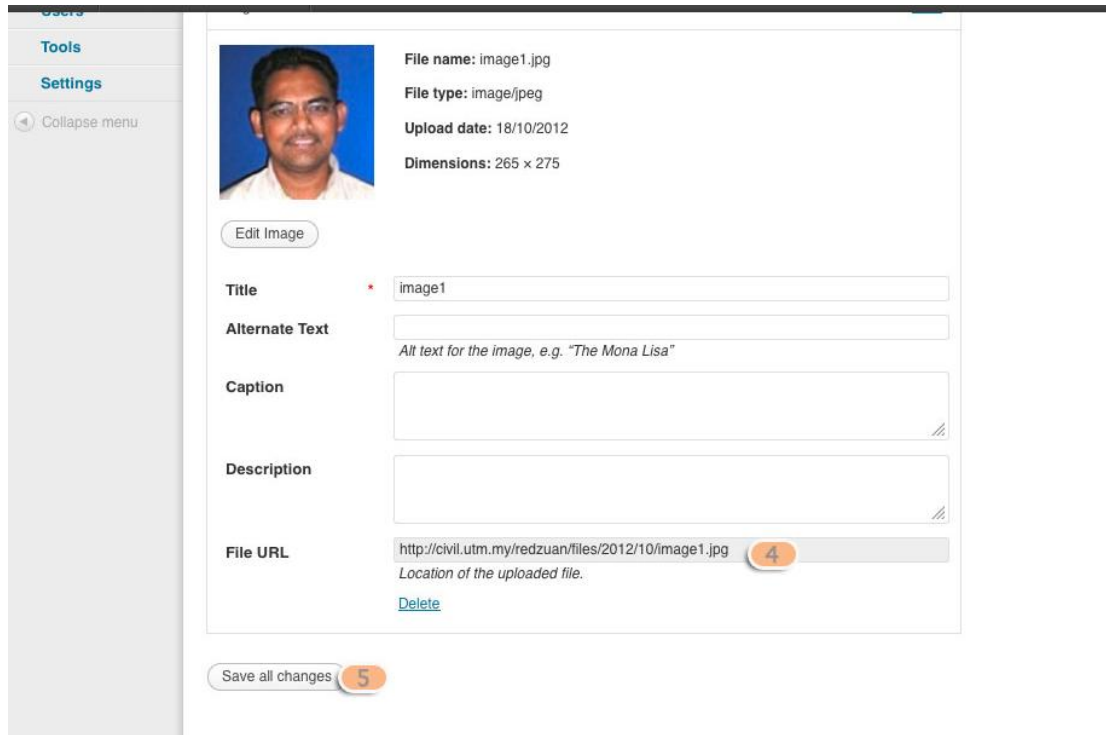 Users
Tools
Settings
Collapse menu
File name: image1.jpg
File type: image/jpeg
Upload date: 18/10/2012
Dimensions: 265 × 275
Edit Image
Title * image1
Alternate Text
Alt text for the image, e.g. “The Mona Lisa”
Caption
Description
File URL http://civil.utm.my/redzuan/files/2012/10/image1.jpg 4
Location of the uploaded file.
Delete
Save all changes 5